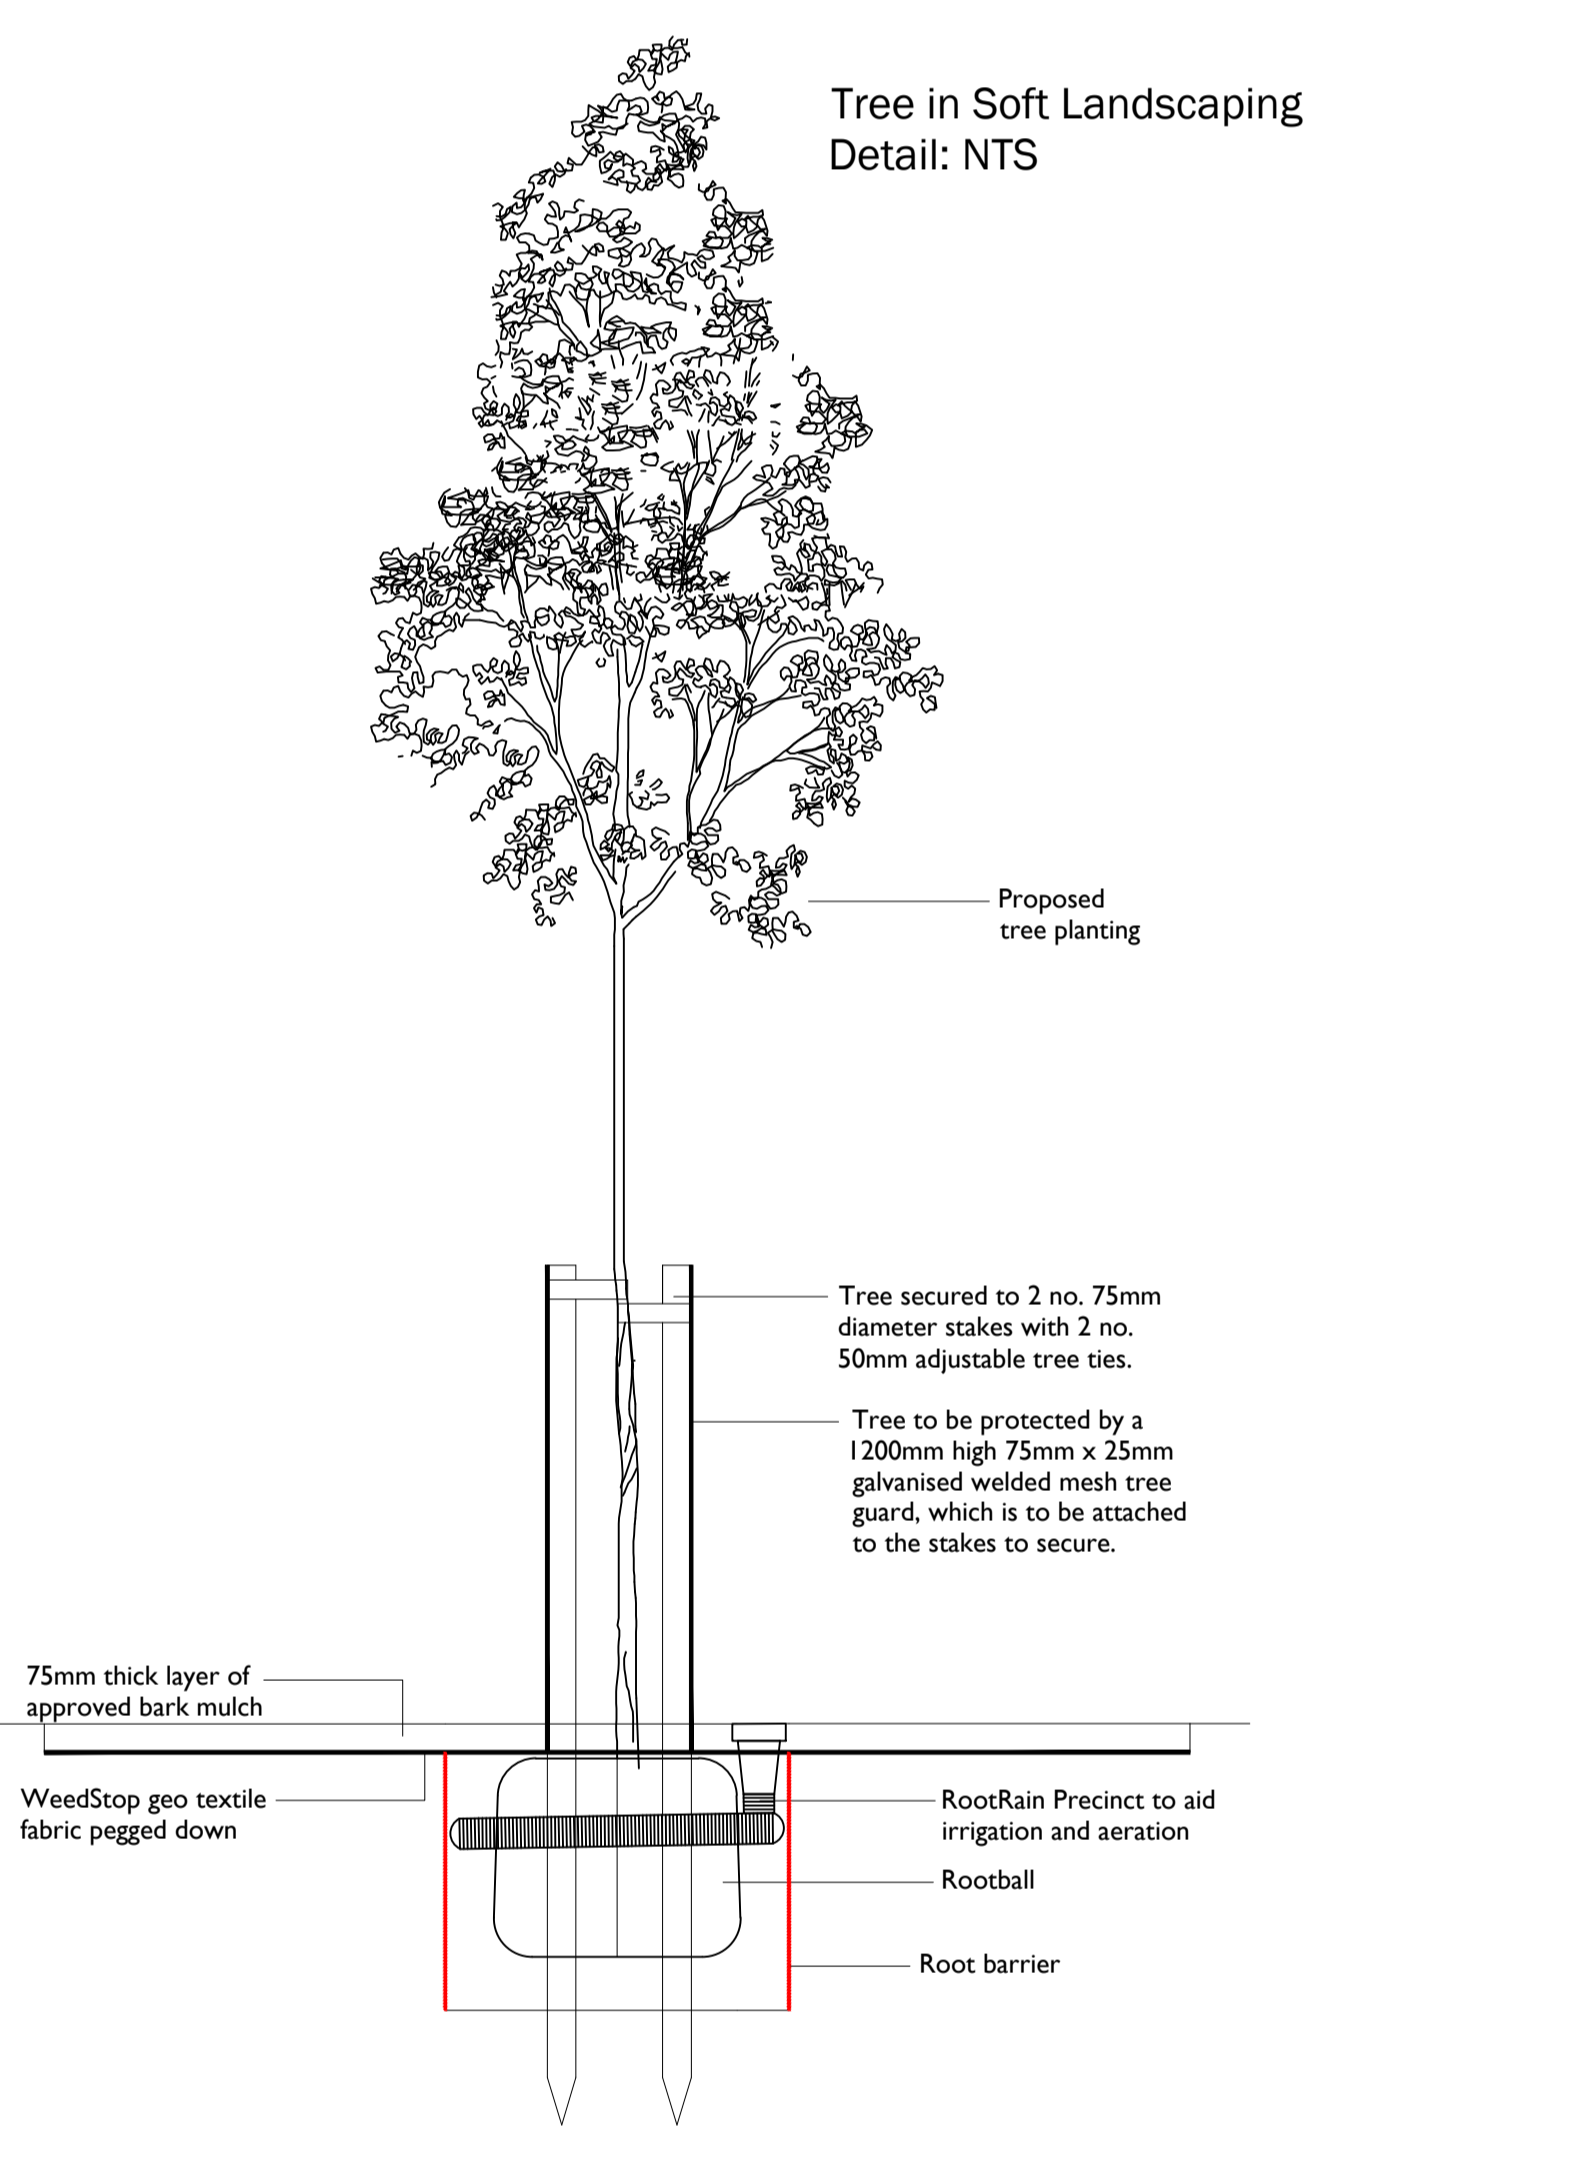 Tree in Soft Landscaping
Detail: NTS
Proposed
tree planting
Tree secured to 2 no. 75mm
diameter stakes with 2 no.
50mm adjustable tree ties.
Tree to be protected by a
1200mm high 75mm x 25mm
galvanised welded mesh tree
guard, which is to be attached
to the stakes to secure.
75mm thick layer of
approved bark mulch
WeedStop geo textile
fabric pegged down
RootRain Precinct to aid
irrigation and aeration
Rootball
Root barrier